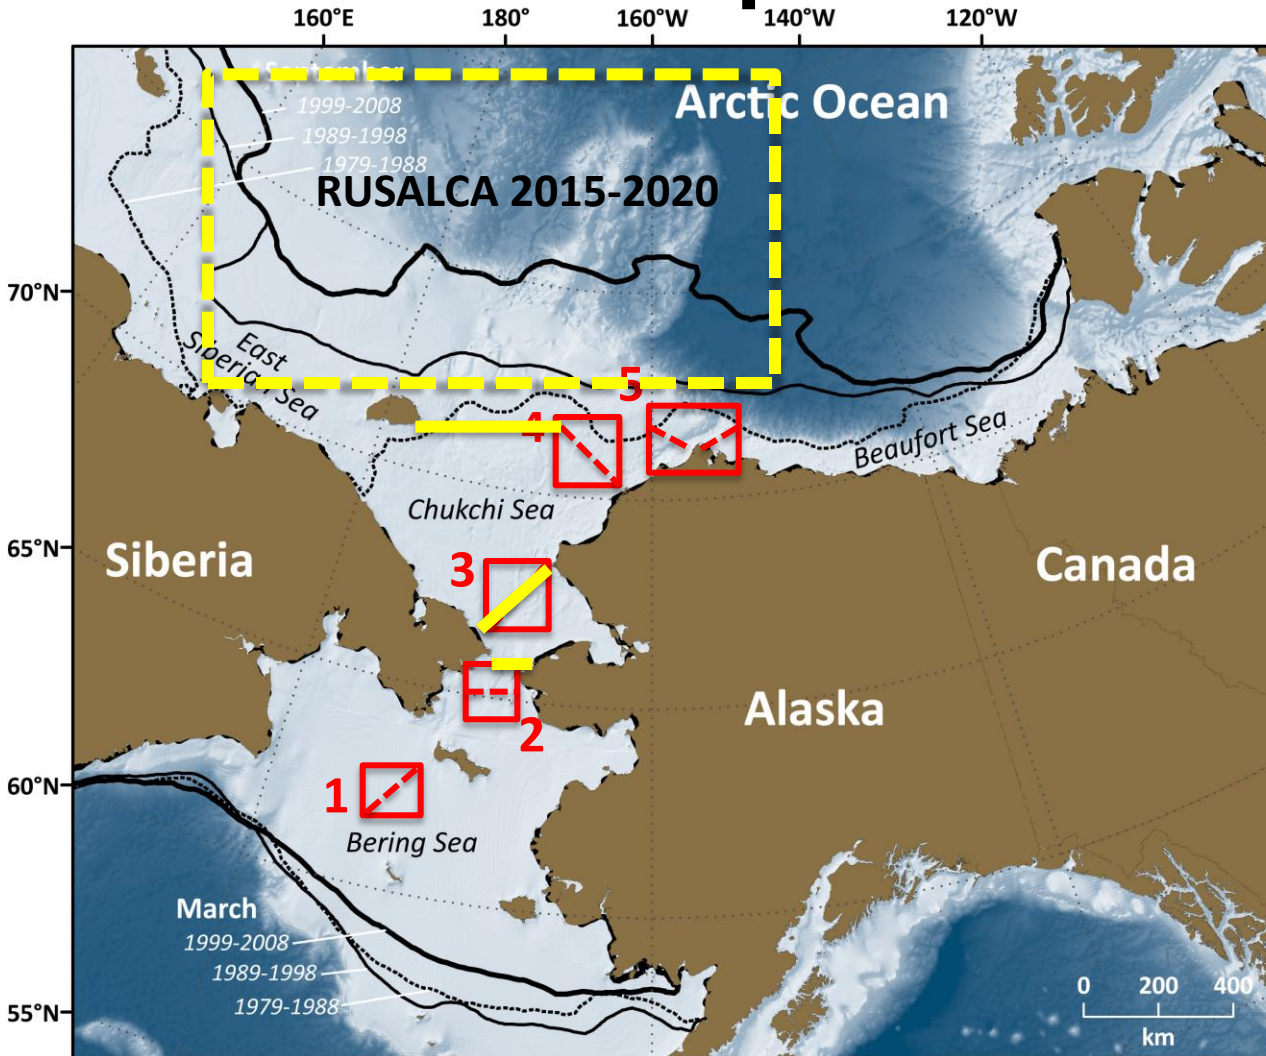 160°E 180° 160°W 140°W 120°W
September
1999-2008
1989-1998
1979-1988
Arctic Ocean
RUSALCA 2015-2020
70°N
East
Siberian Sea
5
4
Beaufort Sea
Chukchi Sea
65°N
Siberia
3
Canada
Alaska
2
60°N
1
Bering Sea
March
1999-2008
1989-1998
1979-1988
55°N
0 200 400
km